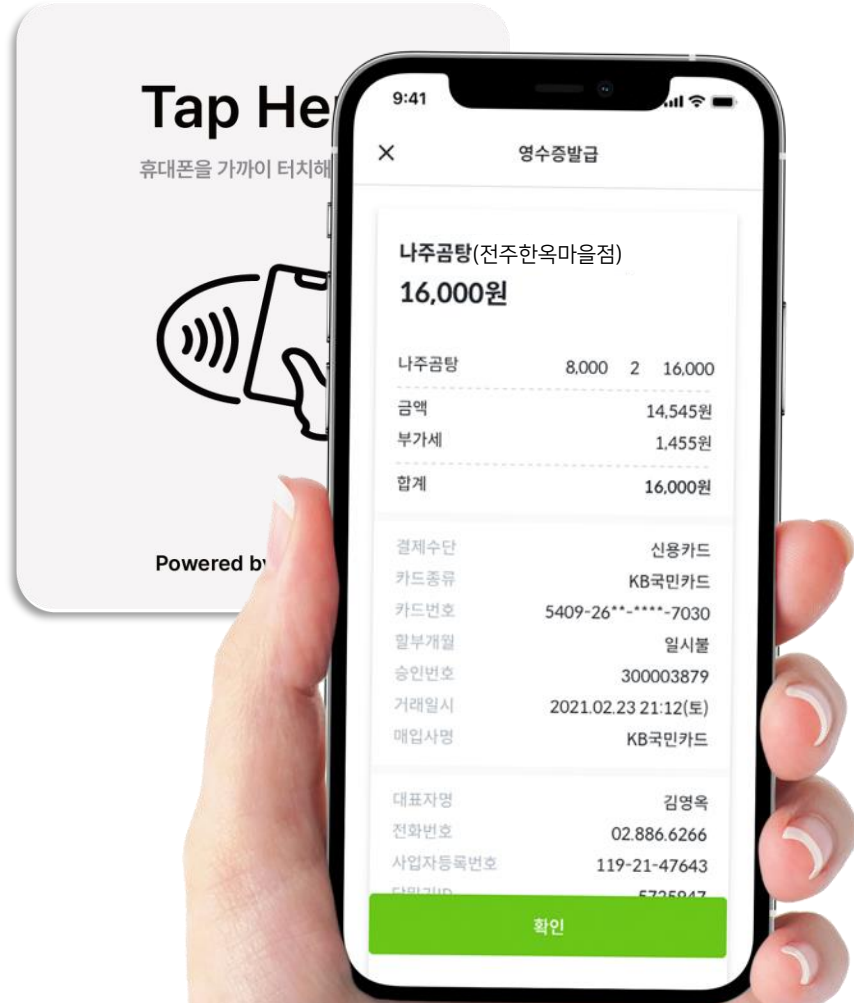 Tap He
휴대폰을 가까이 터치해
Powered by
9:41
영수증발급
나주곰탕(전주한옥마을점)
16,000원
나주곰탕 8,000 2 16,000
금액 14,545원
부가세 1,455원
합계 16,000원
결제수단 신용카드
카드종류 KB국민카드
카드번호 5409-26**-****-7030
할부개월 일시불
승인번호 300003879
거래일시 2021.02.23 21:12(토)
매입사명 KB국민카드
대표자명 김영옥
전화번호 02.886.6266
사업자등록번호 119-21-47643
확인